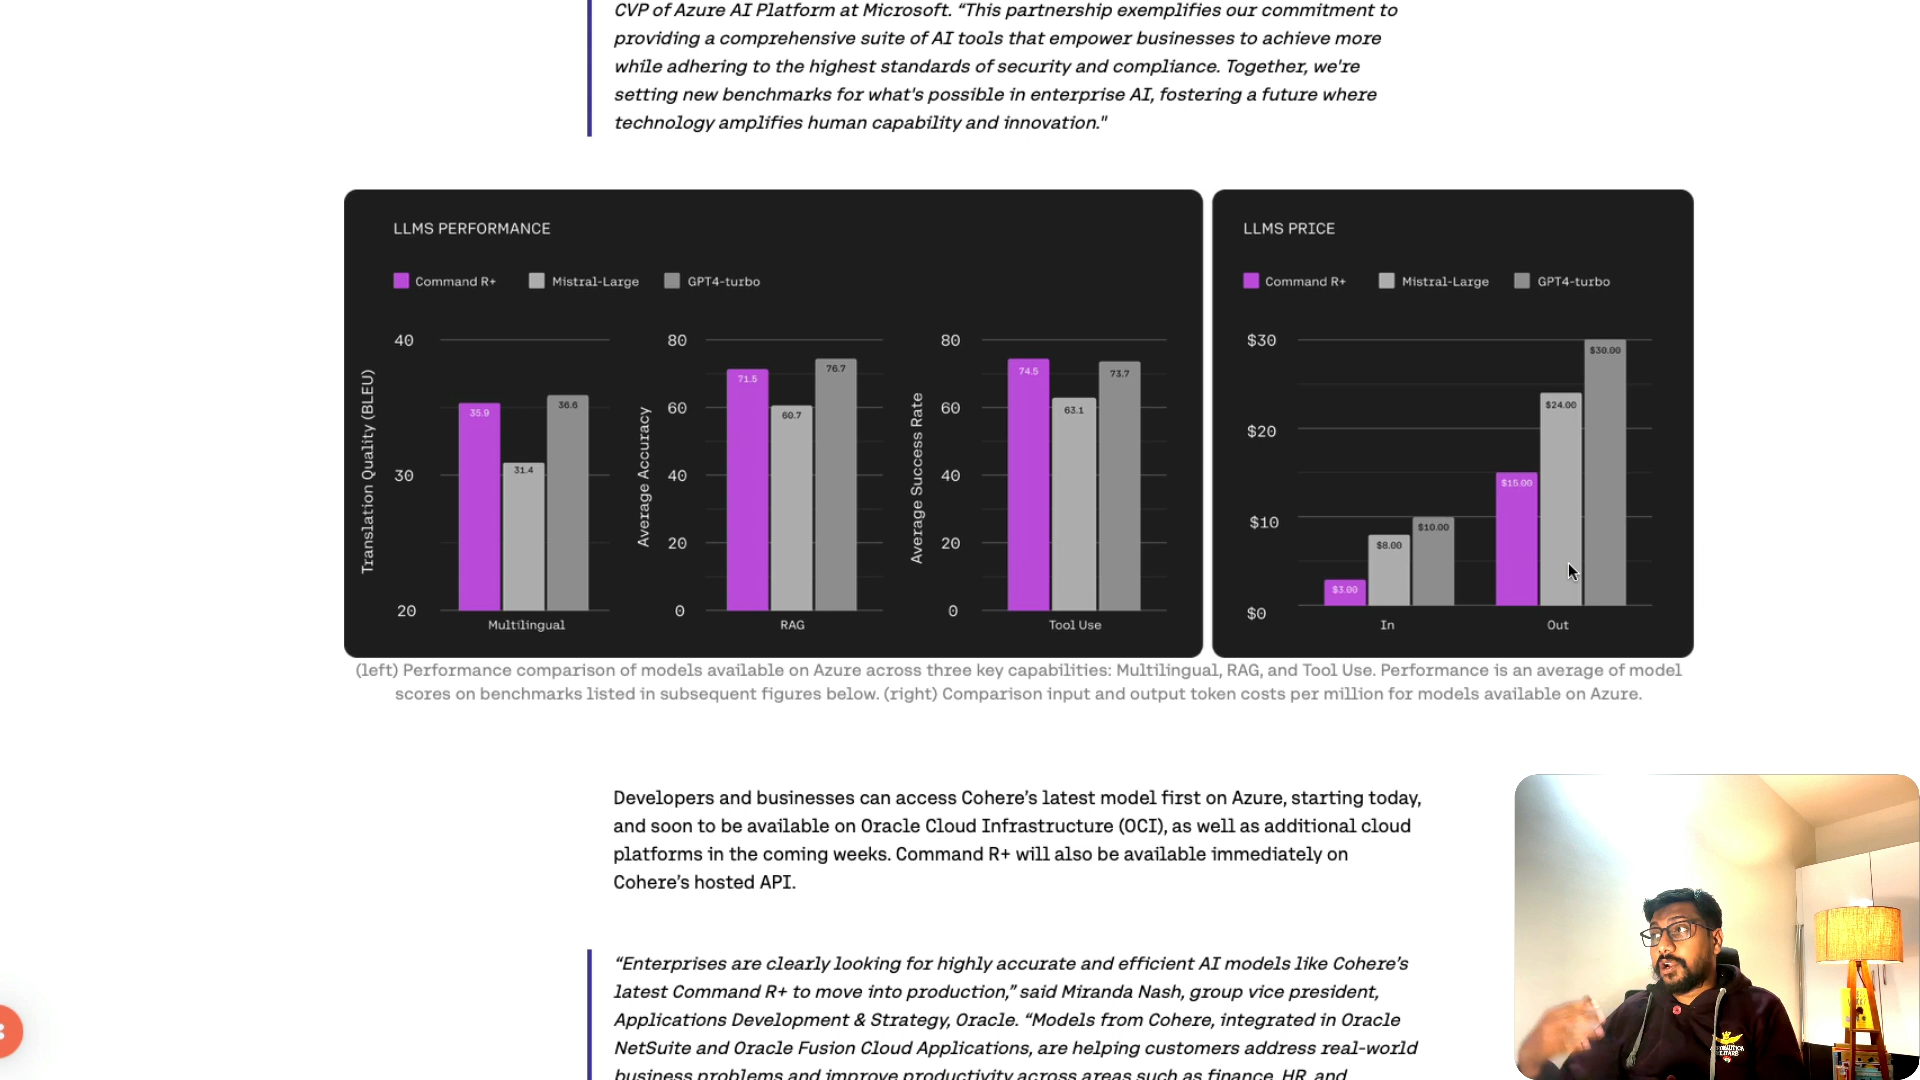 CVP of Azure AI Platform at Microsoft. “This partnership exemplifies our commitment to
providing a comprehensive suite of AI tools that empower businesses to achieve more
while adhering to the highest standards of security and compliance. Together, we're
setting new benchmarks for what's possible in enterprise AI, fostering a future where
technology amplifies human capability and innovation."
LLMS PERFORMANCE
Command R+ Mistral-Large GPT4-turbo
Translation Quality (BLEU)
40
30
20
35.9
31.4
36.6
Multilingual
Average Accuracy
80
60
40
20
0
71.5
60.7
76.7
RAG
Average Success Rate
80
60
40
20
0
74.5
63.1
73.7
Tool Use
LLMS PRICE
Command R+ Mistral-Large GPT4-turbo
$30
$20
$10
$0
$3.00
$8.00
$10.00
In
$15.00
$24.00
$30.00
Out
(left) Performance comparison of models available on Azure across three key capabilities: Multilingual, RAG, and Tool Use. Performance is an average of model
scores on benchmarks listed in subsequent figures below. (right) Comparison input and output token costs per million for models available on Azure.
Developers and businesses can access Cohere’s latest model first on Azure, starting today,
and soon to be available on Oracle Cloud Infrastructure (OCI), as well as additional cloud
platforms in the coming weeks. Command R+ will also be available immediately on
Cohere’s hosted API.
“Enterprises are clearly looking for highly accurate and efficient AI models like Cohere’s
latest Command R+ to move into production,” said Miranda Nash, group vice president,
Applications Development & Strategy, Oracle. “Models from Cohere, integrated in Oracle
NetSuite and Oracle Fusion Cloud Applications, are helping customers address real-world
business problems and improve productivity across areas such as finance, HR, and